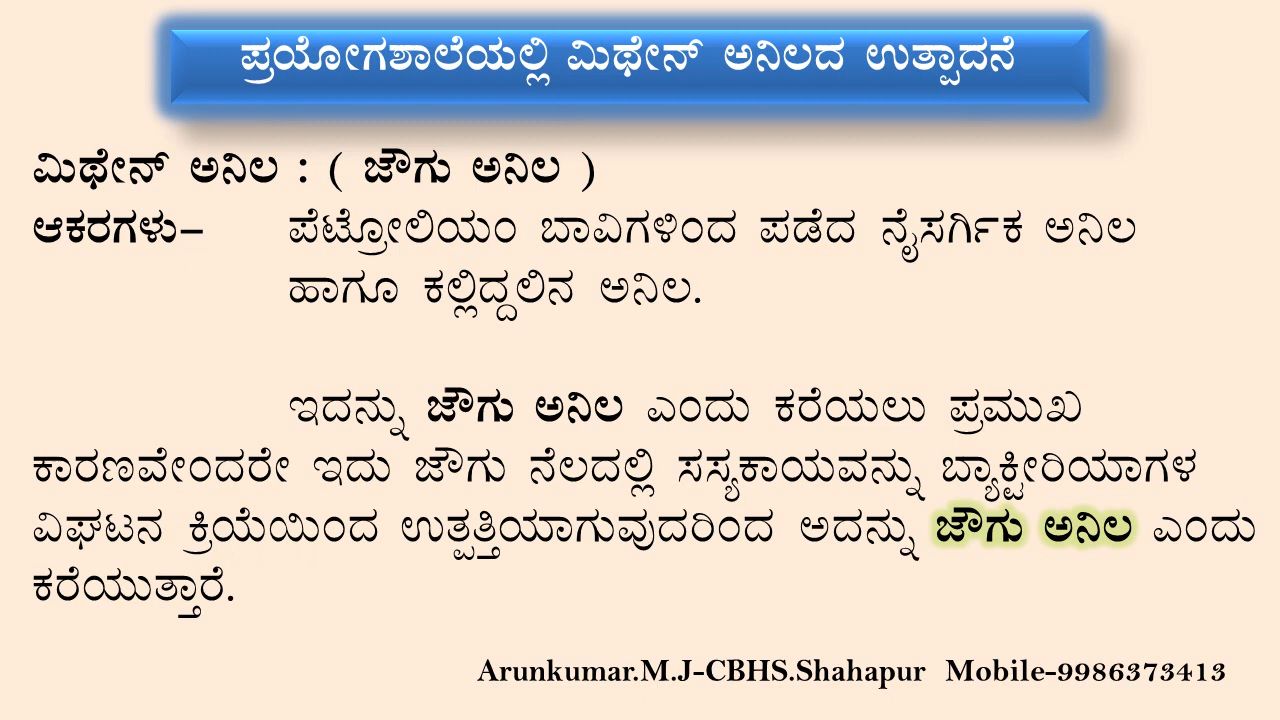 ಪ್ರಯೋಗಶಾಲೆಯಲ್ಲಿ ಮಿಥೇನ್ ಅನಿಲದ ಉತ್ಪಾದನೆ
ಮಿಥೇನ್ ಅನಿಲ : ( ಜೌಗು ಅನಿಲ )
ಆಕರಗಳು– ಪೆಟ್ರೋಲಿಯಂ ಬಾವಿಗಳಿಂದ ಪಡೆದ ನೈಸರ್ಗಿಕ ಅನಿಲ
ಹಾಗೂ ಕಲ್ಲಿದ್ದಲಿನ ಅನಿಲ.
ಇದನ್ನು ಜೌಗು ಅನಿಲ ಎಂದು ಕರೆಯಲು ಪ್ರಮುಖ
ಕಾರಣವೇಂದರೇ ಇದು ಜೌಗು ನೆಲದಲ್ಲಿ ಸಸ್ಯಕಾಯವನ್ನು ಬ್ಯಾಕ್ಟೀರಿಯಾಗಳ
ವಿಘಟನ ಕ್ರಿಯೆಯಿಂದ ಉತ್ಪತ್ತಿಯಾಗುವುದರಿಂದ ಅದನ್ನು ಜೌಗು ಅನಿಲ ಎಂದು
ಕರೆಯುತ್ತಾರೆ.
Arunkumar.M.J-CBHS.Shahapur Mobile-9986373413